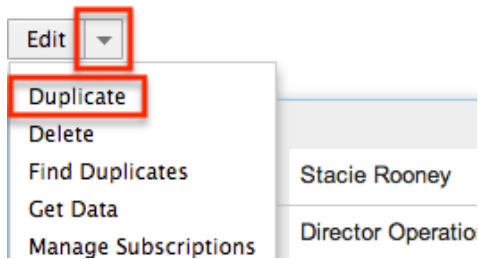 Edit
Duplicate
Delete
Find Duplicates
Get Data
Manage Subscriptions
Stacie Rooney
Director Operatio